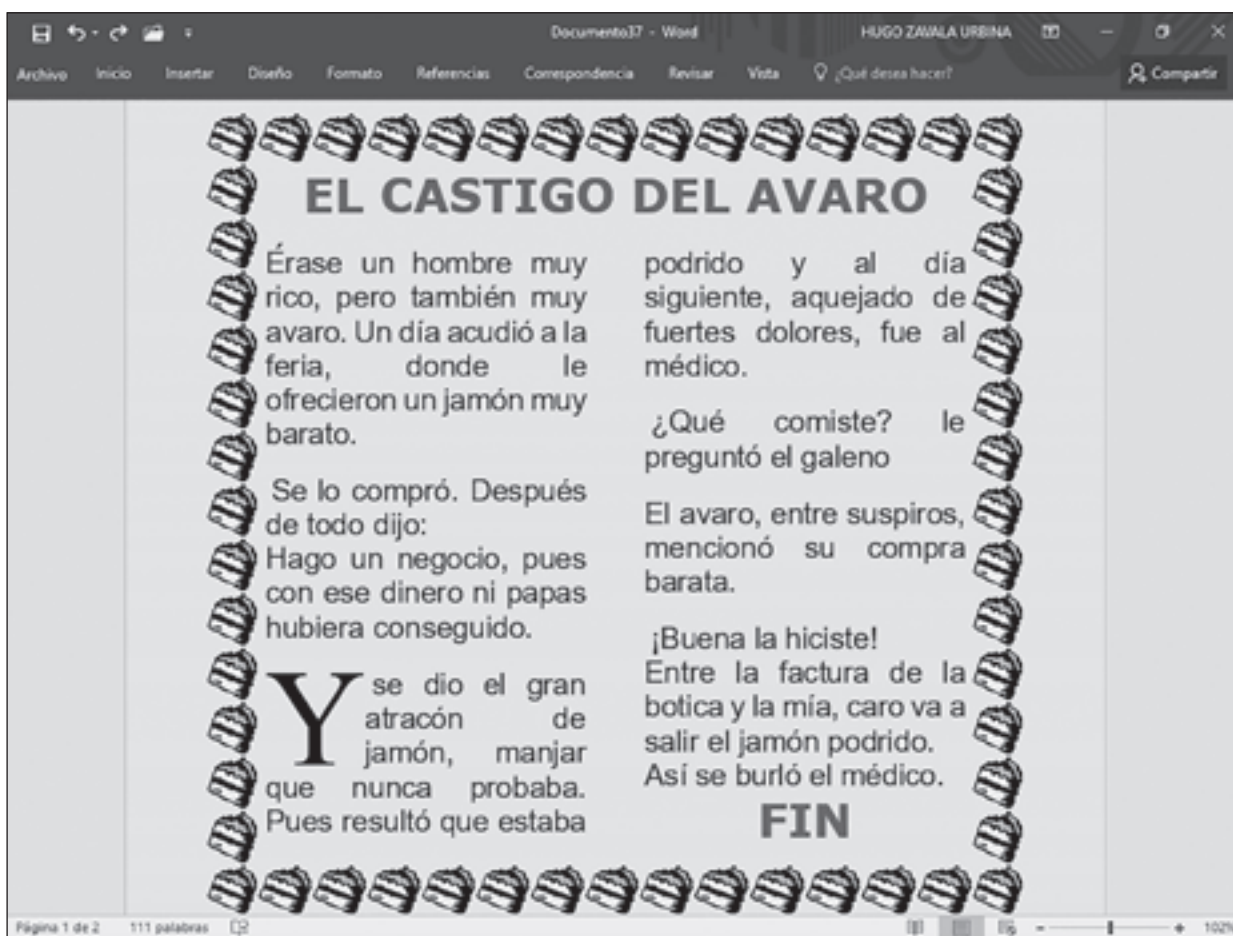 Documento37 - Word
HUGO ZAVALA URBINA
Archivo Inicio Insertar Diseño Formato Referencias Correspondencia Revisar Vista ¿Qué desea hacer? Compartir
EL CASTIGO DEL AVARO
Érase un hombre muy
rico, pero también muy
avaro. Un día acudió a la
feria, donde le
ofrecieron un jamón muy
barato.
Se lo compró. Después
de todo dijo:
Hago un negocio, pues
con ese dinero ni papas
hubiera conseguido.
Y se dio el gran
atracón de
jamón, manjar
que nunca probaba.
Pues resultó que estaba
podrido y al día
siguiente, aquejado de
fuertes dolores, fue al
médico.
¿Qué comiste? le
preguntó el galeno
El avaro, entre suspiros,
mencionó su compra
barata.
¡Buena la hiciste!
Entre la factura de la
botica y la mía, caro va a
salir el jamón podrido.
Así se burló el médico.
FIN
Página 1 de 2 111 palabras 102%